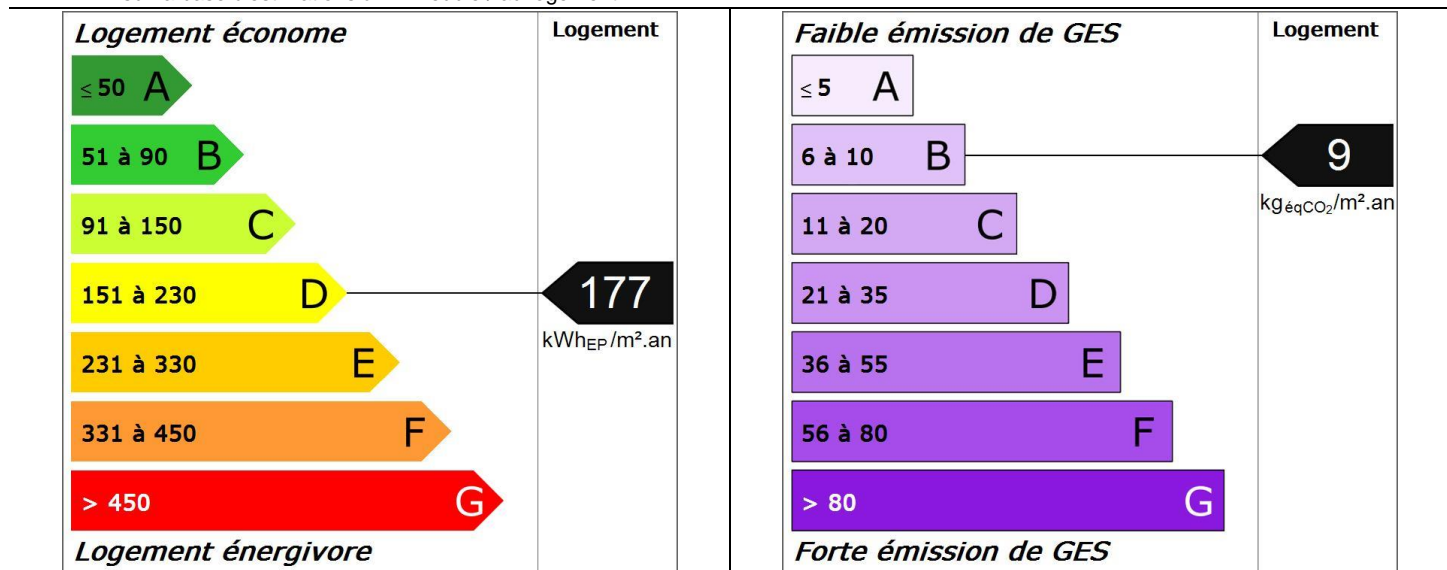 Logement économe
Logement
≤ 50 A
51 à 90 B
91 à 150 C
151 à 230 D
177
kWhEP/m².an
231 à 330 E
331 à 450 F
> 450 G
Logement énergivore
Faible émission de GES
Logement
≤ 5 A
6 à 10 B
9
kgéqCO2/m².an
11 à 20 C
21 à 35 D
36 à 55 E
56 à 80 F
> 80 G
Forte émission de GES